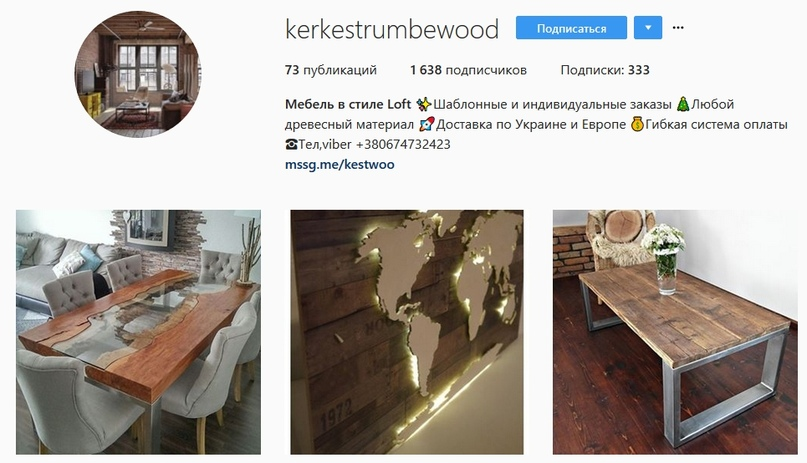 kerkestrumbewood Подписаться
73 публикаций 1 638 подписчиков Подписки: 333
Мебель в стиле Loft ✨Шаблонные и индивидуальные заказы 🎄Любой
древесный материал 🚀Доставка по Украине и Европе 💰Гибкая система оплаты
☎Тел,viber +380674732423
mssg.me/kestwoo
1972